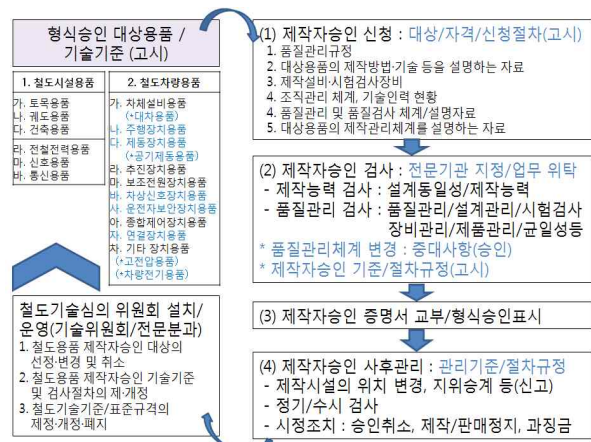 형식승인 대상용품 /
기술기준 (고시)
1. 철도시설용품
가. 토목용품
나. 궤도용품
다. 건축용품
라. 전철전력용품
마. 신호용품
바. 통신용품
2. 철도차량용품
가. 차체설비용품
(*대차용품)
나. 주행장치용품
다. 제동장치용품
(*공기제동용품)
라. 추진장치용품
마. 보조전원장치용품
바. 차상신호장치용품
사. 운전자보안장치용품
아. 종합제어장치용품
자. 연결장치용품
차. 기타 장치용품
(*고전압용품)
(*차량전기용품)
철도기술심의 위원회 설치/
운영(기술위원회/전문분과)
1. 철도용품 제작자승인 대상의
선정·변경 및 취소
2. 철도용품 제작자승인 기술기준
및 검사절차의 제·개정
3. 철도기술기준/표준규격의
제정·개정·폐지
(1) 제작자승인 신청 : 대상/자격/신청절차(고시)
1. 품질관리규정
2. 대상용품의 제작방법·기술 등을 설명하는 자료
3. 제작설비·시험검사장비
4. 조직관리 체계, 기술인력 현황
4. 품질관리 및 품질검사 체계/설명자료
5. 대상용품의 제작관리체계를 설명하는 자료
(2) 제작자승인 검사 : 전문기관 지정/업무 위탁
- 제작능력 검사 : 설계동일성/제작능력
- 품질관리 검사 : 품질관리/설계관리/시험검사
장비관리/제품관리/균일성등
* 품질관리체계 변경 : 중대사항(승인)
* 제작자승인 기준/절차규정(고시)
(3) 제작자승인 증명서 교부/형식승인표시
(4) 제작자승인 사후관리 : 관리기준/절차규정
- 제작시설의 위치 변경, 지위승계 등(신고)
- 정기/수시 검사
- 시정조치 : 승인취소, 제작/판매정지, 과징금